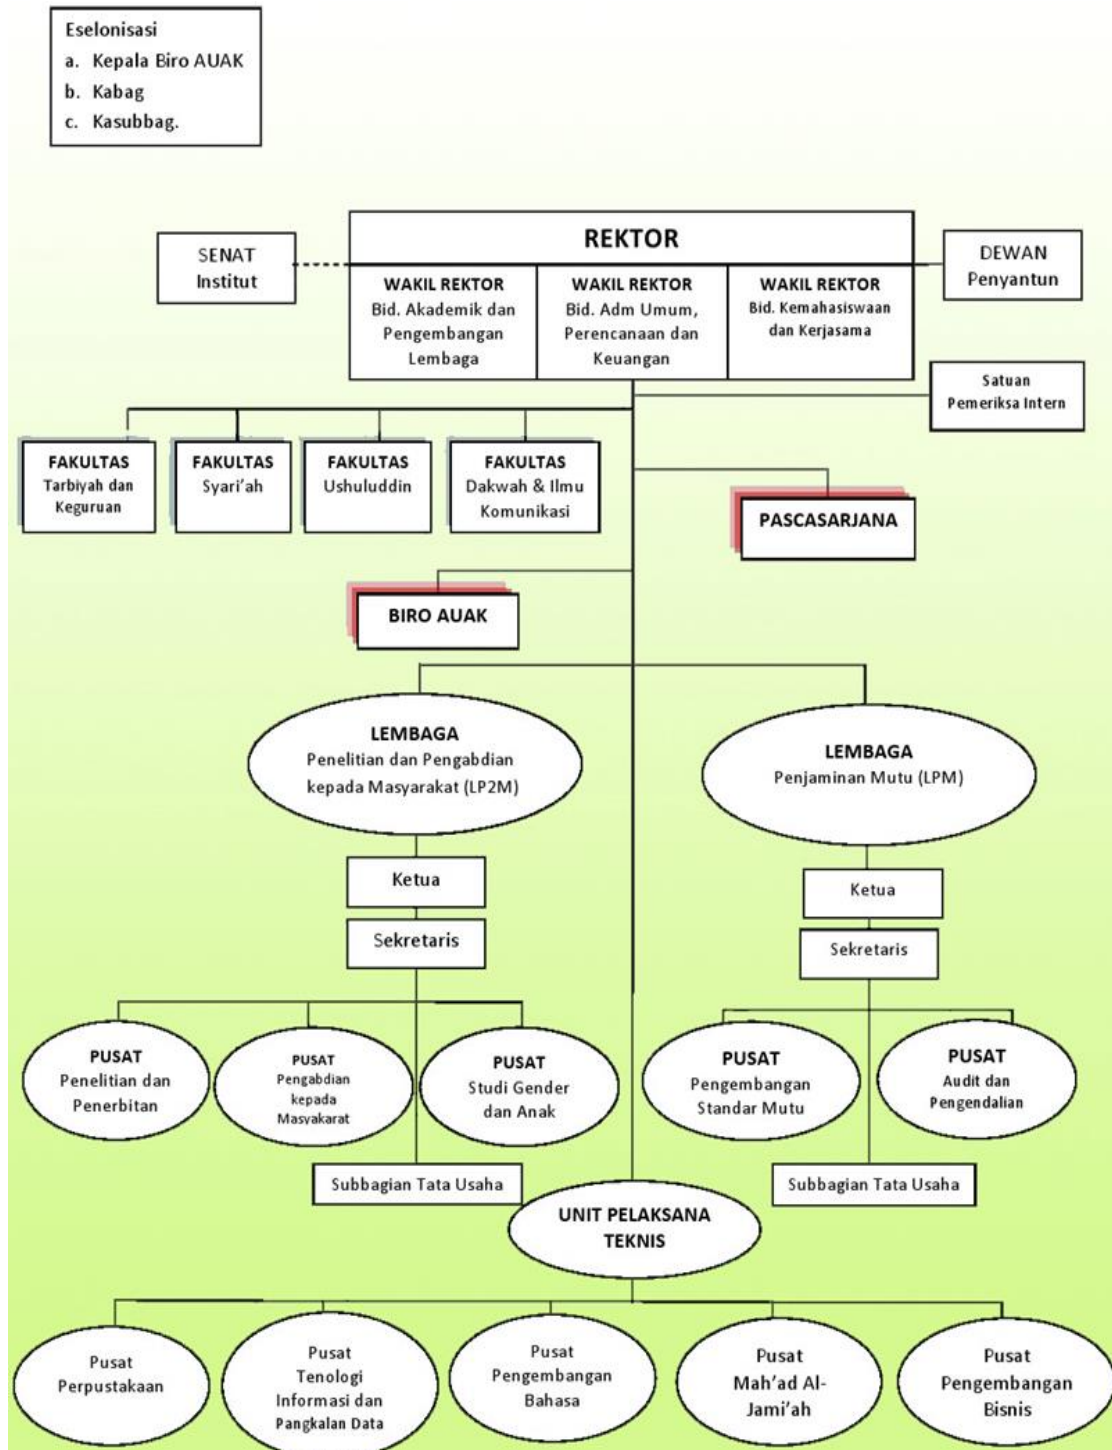 Eselonisasi
a. Kepala Biro AUAK
b. Kabag
c. Kasubbag.
REKTOR
SENAT
Institut
DEWAN
Penyantun
WAKIL REKTOR
Bid. Akademik dan
Pengembangan
Lembaga
WAKIL REKTOR
Bid. Adm Umum,
Perencanaan dan
Keuangan
WAKIL REKTOR
Bid. Kemahasiswaan
dan Kerjasama
Satuan
Pemeriksa Intern
FAKULTAS
Tarbiyah dan
Keguruan
FAKULTAS
Syari'ah
FAKULTAS
Ushuluddin
FAKULTAS
Dakwah & Ilmu
Komunikasi
PASCASARJANA
BIRO AUAK
LEMBAGA
Penelitian dan Pengabdian
kepada Masyarakat (LP2M)
LEMBAGA
Penjaminan Mutu (LPM)
Ketua
Sekretaris
Ketua
Sekretaris
PUSAT
Penelitian dan
Penerbitan
PUSAT
Pengabdian
kepada
Masyakarat
PUSAT
Studi Gender
dan Anak
PUSAT
Pengembangan
Standar Mutu
PUSAT
Audit dan
Pengendalian
Subbagian Tata Usaha
Subbagian Tata Usaha
UNIT PELAKSANA
TEKNIS
Pusat
Perpustakaan
Pusat
Tenologi
Informasi dan
Pangkalan Data
Pusat
Pengembangan
Bahasa
Pusat
Mah'ad Al-
Jami'ah
Pusat
Pengembangan
Bisnis